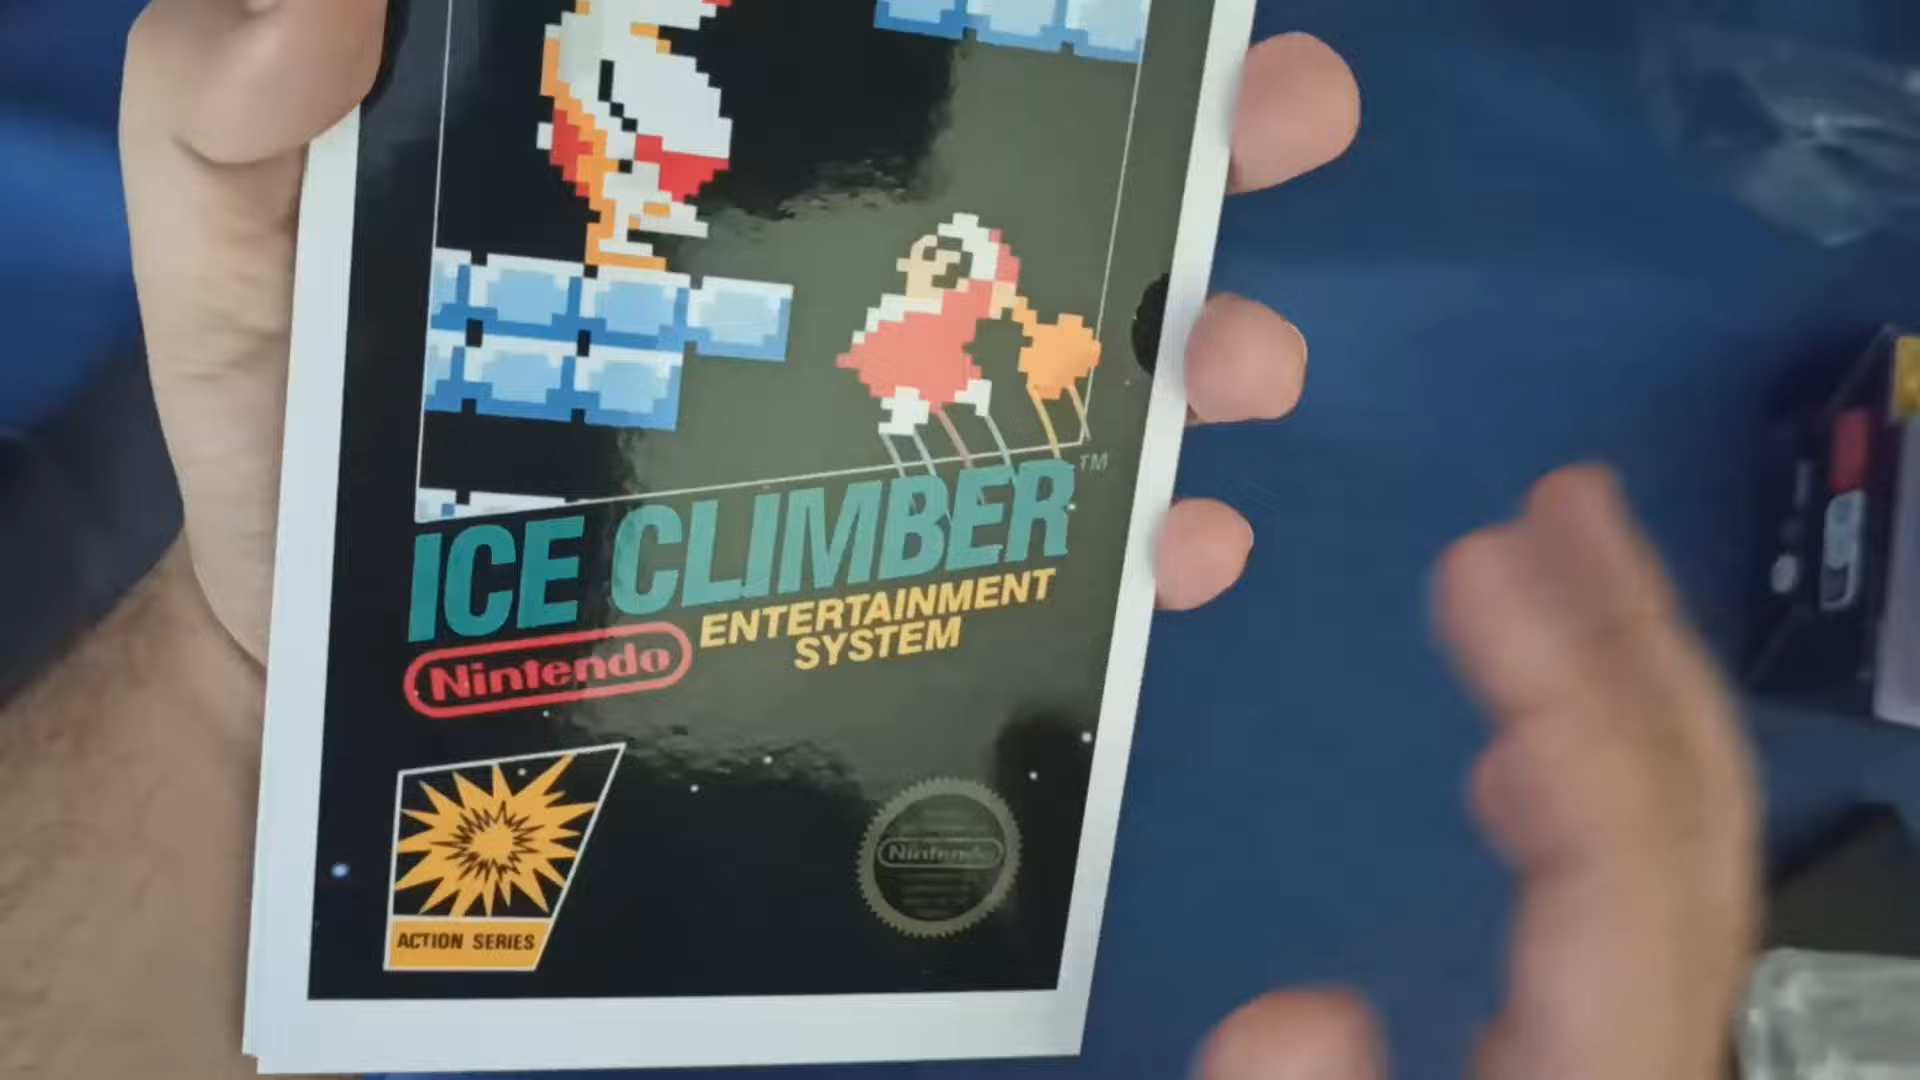 ICE CLIMBER™
Nintendo ENTERTAINMENT
SYSTEM
Nintendo
ACTION SERIES